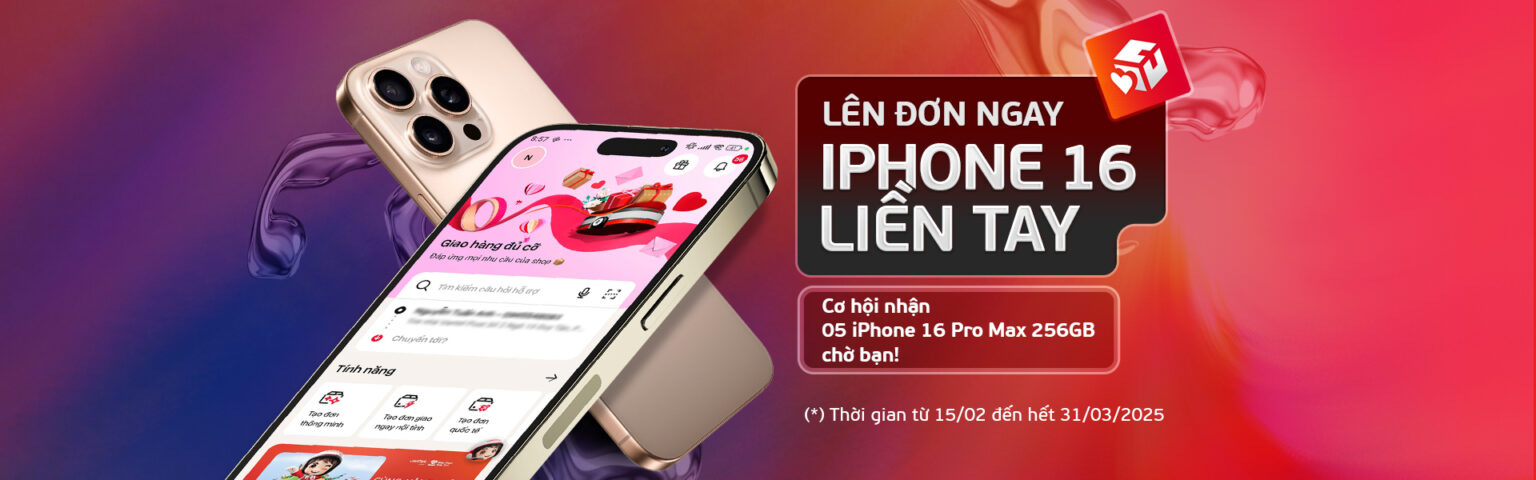 LÊN ĐƠN NGAY
IPHONE 16
LIỀN TAY
Cơ hội nhận
05 iPhone 16 Pro Max 256GB
chờ bạn!
(*) Thời gian từ 15/02 đến hết 31/03/2025
8:57
N
Giao hàng đủ cỡ
Đáp ứng mọi nhu cầu của shop
Tìm kiếm câu hỏi hỗ trợ
Chuyển tới?
Tính năng
Tạo đơn
thông minh
Tạo đơn giao
ngay nội tỉnh
Tạo đơn
quốc tế